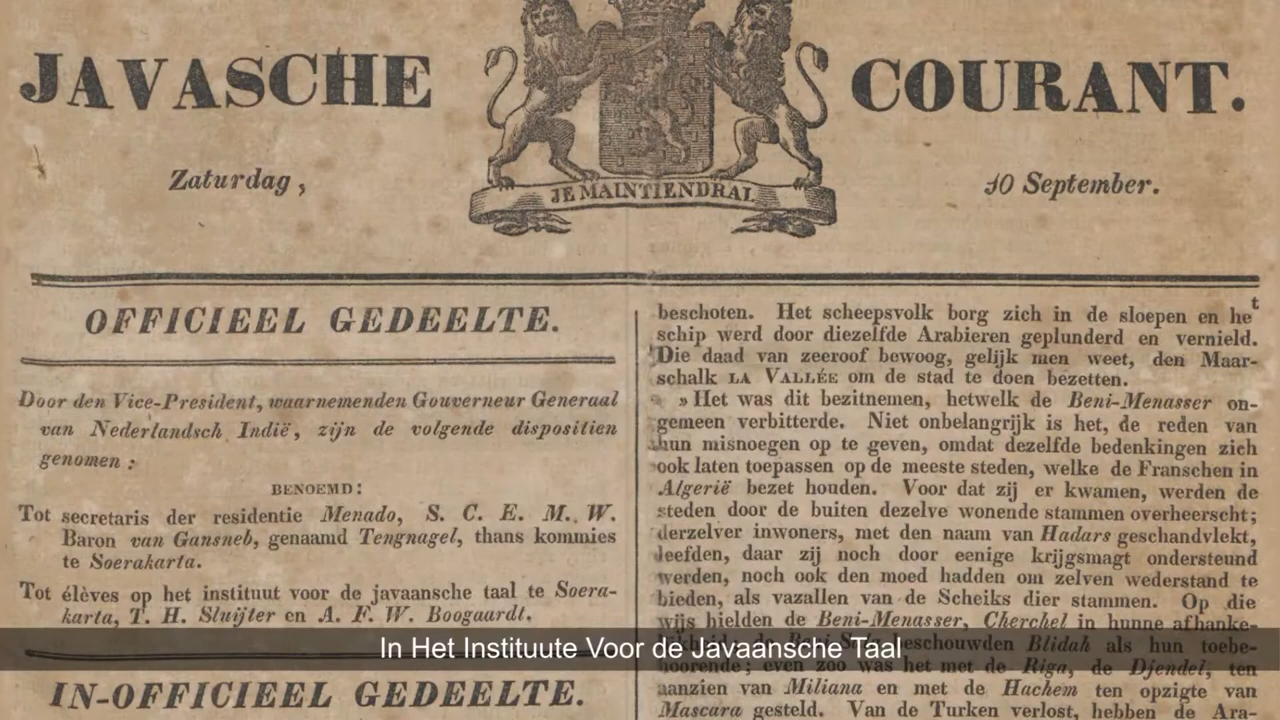 JAVASCHE COURANT.
Zaturdag,
JE MAINTIENDRAI
10 September.
OFFICIEEL GEDEELTE.
Door den Vice-President, waarnemenden Gouverneur Generaal
van Nederlandsch Indië, zijn de volgende dispositien
genomen :
BENOEMD:
Tot secretaris der residentie Menado, S. C. E. M. W.
Baron van Gansneb, genaamd Tengnagel, thans kommies
te Soerakarta.
Tot élèves op het instituut voor de javaansche taal te Soera-
karta, T. H. Sluijter en A. F. W. Boogaardt.
IN-OFFICIEEL GEDEELTE.
beschoten. Het scheepsvolk borg zich in de sloepen en het
schip werd door diezelfde Arabieren geplunderd en vernield.
Die daad van zeeroof bewoog, gelijk men weet, den Maar-
schalk LA VALLÉE om de stad te doen bezetten.
» Het was dit bezitnemen, hetwelk de Beni-Menasser on-
gemeen verbitterde. Niet onbelangrijk is het, de reden van
hun misnoegen op te geven, omdat dezelfde bedenkingen zich
ook laten toepassen op de meeste steden, welke de Franschen in
Algerië bezet houden. Voor dat zij er kwamen, werden de
steden door de buiten dezelve wonende stammen overheerscht;
derzelver inwoners, met den naam van Hadars geschandvlekt,
leefden, daar zij noch door eenige krijgsmagt ondersteund
werden, noch ook den moed hadden om zelven wederstand te
bieden, als vazallen van de Scheiks dier stammen. Op die
wijs hielden de Beni-Menasser, Cherchel in hunne afhanke-
beschouwden Blidah als hun toebe-
hoorende; even zoo was het met de Riga, de Djendel, ten
aanzien van Miliana en met de Hachem ten opzigte van
Mascara gesteld. Van de Turken verlost, hebben de Ara-
In Het Instituute Voor de Javaansche Taal